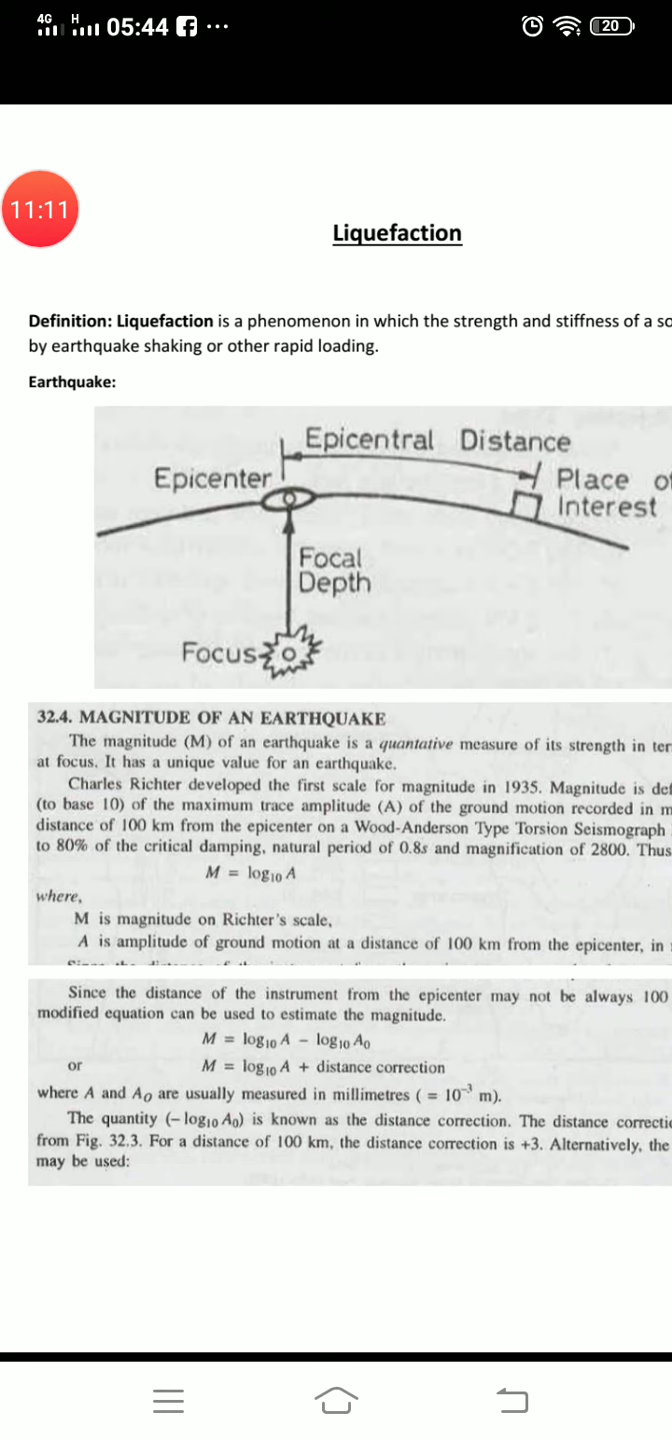 4G H 05:44 ... 20
11:11
Liquefaction
Definition: Liquefaction is a phenomenon in which the strength and stiffness of a so
by earthquake shaking or other rapid loading.
Earthquake:
Epicentral Distance
Epicenter
Place of
Interest
Focal
Depth
Focus
32.4. MAGNITUDE OF AN EARTHQUAKE
The magnitude (M) of an earthquake is a quantative measure of its strength in ter
at focus. It has a unique value for an earthquake.
Charles Richter developed the first scale for magnitude in 1935. Magnitude is def
(to base 10) of the maximum trace amplitude (A) of the ground motion recorded in m
distance of 100 km from the epicenter on a Wood-Anderson Type Torsion Seismograph
to 80% of the critical damping, natural period of 0.8s and magnification of 2800. Thus
M = log₁₀ A
where,
M is magnitude on Richter's scale,
A is amplitude of ground motion at a distance of 100 km from the epicenter, in
Since the distance of the instrument from the epicenter may not be always 100
modified equation can be used to estimate the magnitude.
M = log₁₀ A − log₁₀ A₀
or M = log₁₀ A + distance correction
where A and A₀ are usually measured in millimetres ( = 10⁻³ m).
The quantity (− log₁₀ A₀) is known as the distance correction. The distance correctio
from Fig. 32.3. For a distance of 100 km, the distance correction is +3. Alternatively, the
may be used: